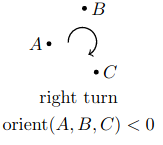 B
A
C
right turn
orient(A, B, C) < 0